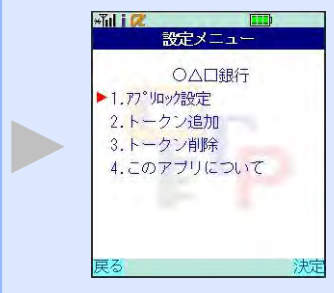 設定メニュー
○△□銀行
1.ｱﾌﾟﾘﾛｯｸ設定
2.トークン追加
3.トークン削除
4.このアプリについて
戻る 決定